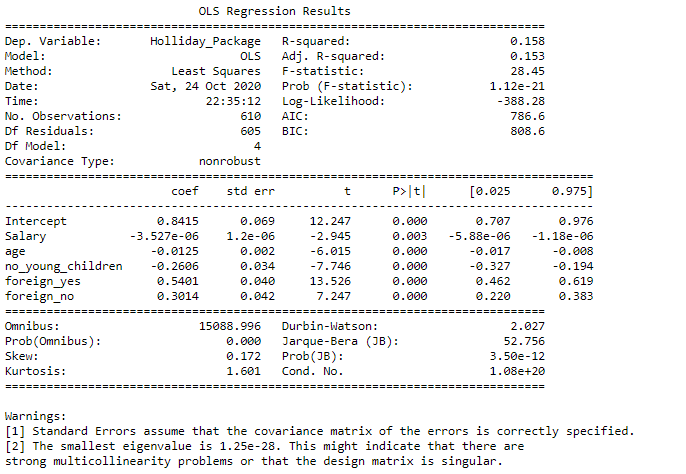 OLS Regression Results
==============================================================================
Dep. Variable: Holliday_Package R-squared: 0.158
Model: OLS Adj. R-squared: 0.153
Method: Least Squares F-statistic: 28.45
Date: Sat, 24 Oct 2020 Prob (F-statistic): 1.12e-21
Time: 22:35:12 Log-Likelihood: -388.28
No. Observations: 610 AIC: 786.6
Df Residuals: 605 BIC: 808.6
Df Model: 4
Covariance Type: nonrobust
=====================================================================================
coef std err t P>|t| [0.025 0.975]
-------------------------------------------------------------------------------------
Intercept 0.8415 0.069 12.247 0.000 0.707 0.976
Salary -3.527e-06 1.2e-06 -2.945 0.003 -5.88e-06 -1.18e-06
age -0.0125 0.002 -6.015 0.000 -0.017 -0.008
no_young_children -0.2606 0.034 -7.746 0.000 -0.327 -0.194
foreign_yes 0.5401 0.040 13.526 0.000 0.462 0.619
foreign_no 0.3014 0.042 7.247 0.000 0.220 0.383
==============================================================================
Omnibus: 15088.996 Durbin-Watson: 2.027
Prob(Omnibus): 0.000 Jarque-Bera (JB): 52.756
Skew: 0.172 Prob(JB): 3.50e-12
Kurtosis: 1.601 Cond. No. 1.08e+20
==============================================================================
Warnings:
[1] Standard Errors assume that the covariance matrix of the errors is correctly specified.
[2] The smallest eigenvalue is 1.25e-28. This might indicate that there are
strong multicollinearity problems or that the design matrix is singular.